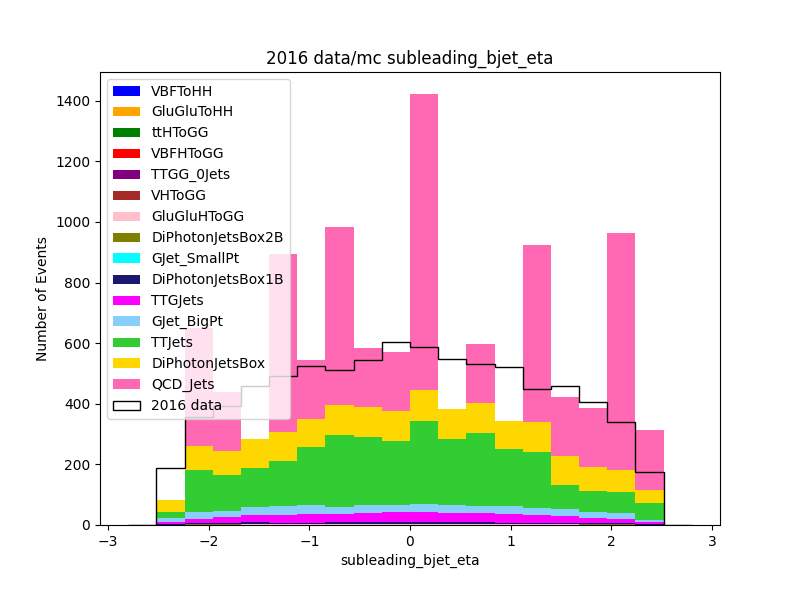 2016 data/mc subleading_bjet_eta
1400
1200
1000
800
600
400
200
0
Number of Events
VBFToHH
GluGluToHH
ttHToGG
VBFHToGG
TTGG_0Jets
VHToGG
GluGluHToGG
DiPhotonJetsBox2B
GJet_SmallPt
DiPhotonJetsBox1B
TTGJets
GJet_BigPt
TTJets
DiPhotonJetsBox
QCD_Jets
2016 data
−3 −2 −1 0 1 2 3
subleading_bjet_eta